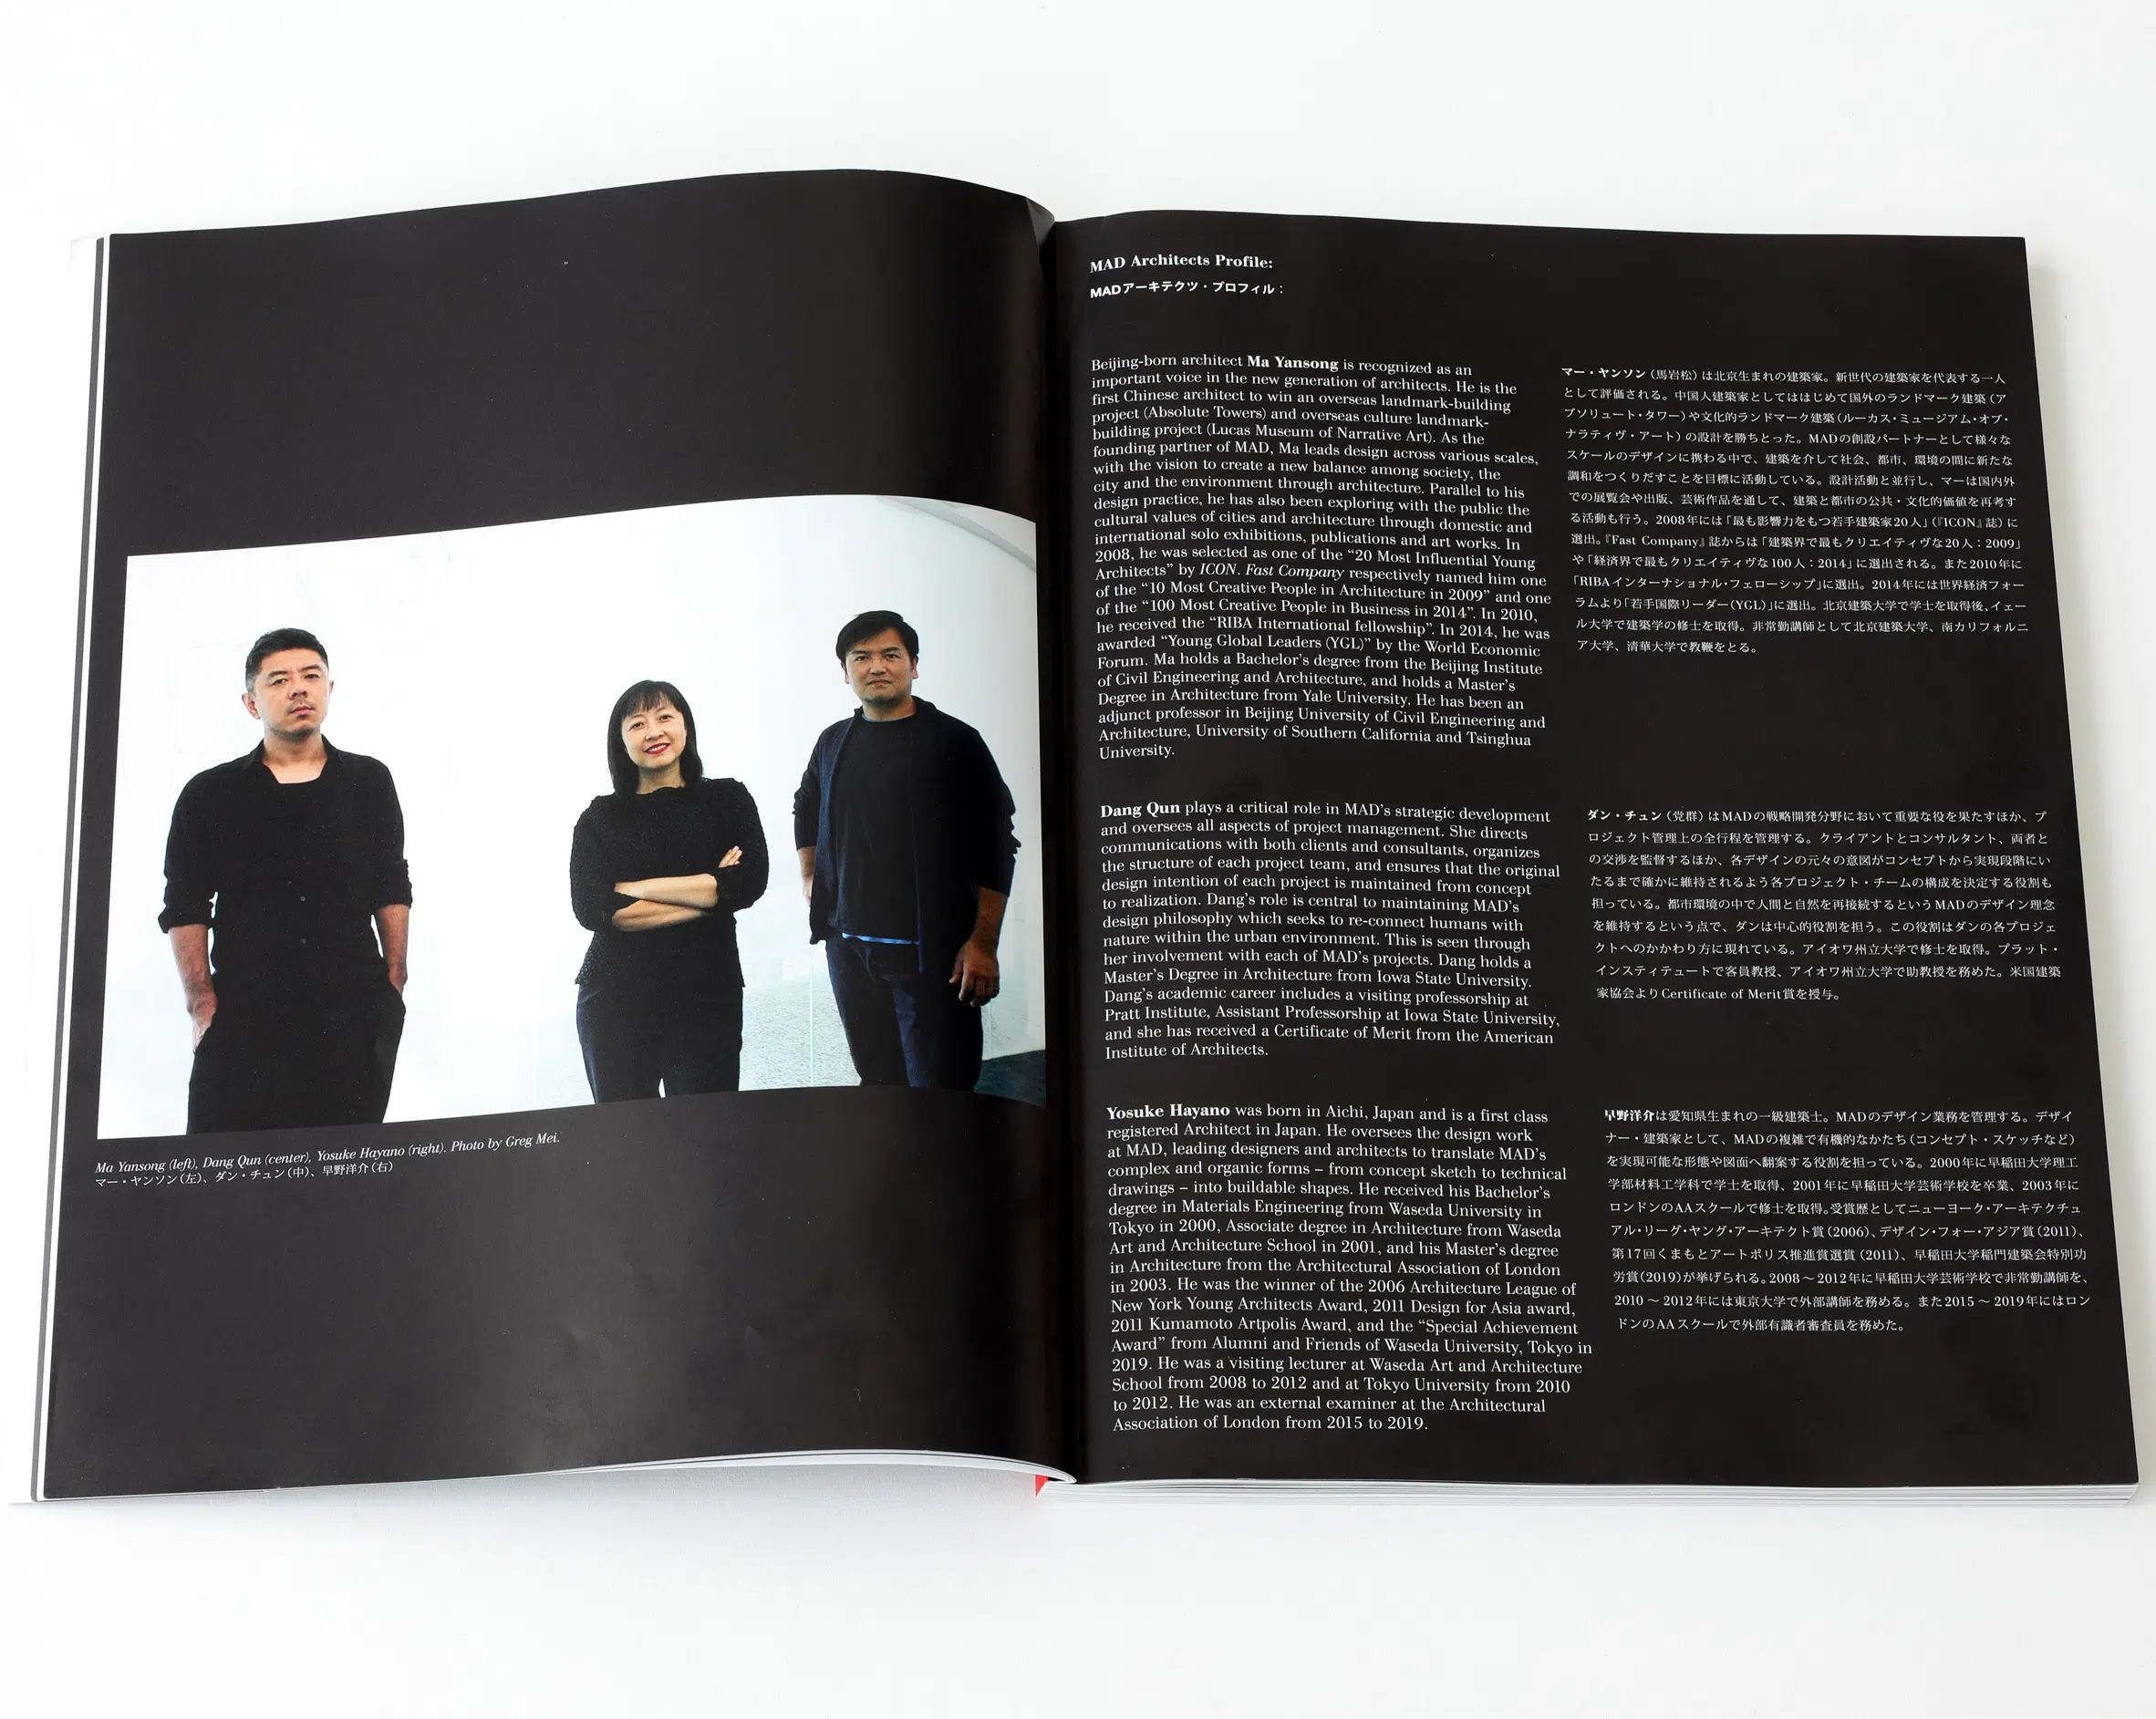 Ma Yansong (left), Dang Qun (center), Yosuke Hayano (right). Photo by Greg Mei.
マー・ヤンソン（左）、ダン・チュン（中）、早野洋介（右）
MAD Architects Profile:
MADアーキテクツ・プロフィル：
Beijing-born architect Ma Yansong is recognized as an
important voice in the new generation of architects. He is the
first Chinese architect to win an overseas landmark-building
project (Absolute Towers) and overseas culture landmark-
building project (Lucas Museum of Narrative Art). As the
founding partner of MAD, Ma leads design across various scales,
with the vision to create a new balance among society, the
city and the environment through architecture. Parallel to his
design practice, he has also been exploring with the public the
cultural values of cities and architecture through domestic and
international solo exhibitions, publications and art works. In
2008, he was selected as one of the “20 Most Influential Young
Architects” by ICON. Fast Company respectively named him one
of the “10 Most Creative People in Architecture in 2009” and one
of the “100 Most Creative People in Business in 2014”. In 2010,
he received the “RIBA International fellowship”. In 2014, he was
awarded “Young Global Leaders (YGL)” by the World Economic
Forum. Ma holds a Bachelor’s degree from the Beijing Institute
of Civil Engineering and Architecture, and holds a Master’s
Degree in Architecture from Yale University. He has been an
adjunct professor in Beijing University of Civil Engineering and
Architecture, University of Southern California and Tsinghua
University.
マー・ヤンソン（馬岩松）は北京生まれの建築家。新世代の建築家を代表する一人
として評価される。中国人建築家としてははじめて国外のランドマーク建築（ア
ブソリュート・タワー）や文化的ランドマーク建築（ルーカス・ミュージアム・オブ・
ナラティヴ・アート）の設計を勝ちとった。MADの創設パートナーとして様々な
スケールのデザインに携わる中で、建築を介して社会、都市、環境の間に新たな
調和をつくりだすことを目標に活動している。設計活動と並行し、マーは国内外
での展覧会や出版、芸術作品を通して、建築と都市の公共・文化的価値を再考す
る活動も行う。2008年には「最も影響力をもつ若手建築家20人」（『ICON』誌）に
選出。『Fast Company』誌からは「建築界で最もクリエイティヴな20人：2009」
や「経済界で最もクリエイティヴな100人：2014」に選出される。また2010年に
「RIBAインターナショナル・フェローシップ」に選出。2014年には世界経済フォー
ラムより「若手国際リーダー（YGL）」に選出。北京建築大学で学士を取得後、イェー
ル大学で建築学の修士を取得。非常勤講師として北京建築大学、南カリフォルニ
ア大学、清華大学で教鞭をとる。
Dang Qun plays a critical role in MAD’s strategic development
and oversees all aspects of project management. She directs
communications with both clients and consultants, organizes
the structure of each project team, and ensures that the original
design intention of each project is maintained from concept
to realization. Dang’s role is central to maintaining MAD’s
design philosophy which seeks to re-connect humans with
nature within the urban environment. This is seen through
her involvement with each of MAD’s projects. Dang holds a
Master’s Degree in Architecture from Iowa State University.
Dang’s academic career includes a visiting professorship at
Pratt Institute, Assistant Professorship at Iowa State University,
and she has received a Certificate of Merit from the American
Institute of Architects.
ダン・チュン（党群）はMADの戦略開発分野において重要な役を果たすほか、プ
ロジェクト管理上の全行程を管理する。クライアントとコンサルタント、両者と
の交渉を監督するほか、各デザインの元々の意図がコンセプトから実現段階にい
たるまで確かに維持されるよう各プロジェクト・チームの構成を決定する役割も
担っている。都市環境の中で人間と自然を再接続するというMADのデザイン理念
を維持するという点で、ダンは中心的役割を担う。この役割はダンの各プロジェ
クトへのかかわり方に現れている。アイオワ州立大学で修士を取得。プラット・
インスティテュートで客員教授、アイオワ州立大学で助教授を務めた。米国建築
家協会よりCertificate of Merit賞を授与。
Yosuke Hayano was born in Aichi, Japan and is a first class
registered Architect in Japan. He oversees the design work
at MAD, leading designers and architects to translate MAD’s
complex and organic forms – from concept sketch to technical
drawings – into buildable shapes. He received his Bachelor’s
degree in Materials Engineering from Waseda University in
Tokyo in 2000, Associate degree in Architecture from Waseda
Art and Architecture School in 2001, and his Master’s degree
in Architecture from the Architectural Association of London
in 2003. He was the winner of the 2006 Architecture League of
New York Young Architects Award, 2011 Design for Asia award,
2011 Kumamoto Artpolis Award, and the “Special Achievement
Award” from Alumni and Friends of Waseda University, Tokyo in
2019. He was a visiting lecturer at Waseda Art and Architecture
School from 2008 to 2012 and at Tokyo University from 2010
to 2012. He was an external examiner at the Architectural
Association of London from 2015 to 2019.
早野洋介は愛知県生まれの一級建築士。MADのデザイン業務を管理する。デザイ
ナー・建築家として、MADの複雑で有機的なかたち（コンセプト・スケッチなど）
を実現可能な形態や図面へ翻案する役割を担っている。2000年に早稲田大学理工
学部材料工学科で学士を取得、2001年に早稲田大学芸術学校を卒業、2003年に
ロンドンのAAスクールで修士を取得。受賞歴としてニューヨーク・アーキテクチュ
アル・リーグ・ヤング・アーキテクト賞（2006）、デザイン・フォー・アジア賞（2011）、
第17回くまもとアートポリス推進賞選賞（2011）、早稲田大学稲門建築会特別功
労賞（2019）が挙げられる。2008～2012年に早稲田大学芸術学校で非常勤講師を、
2010～2012年には東京大学で外部講師を務める。また2015～2019年にはロン
ドンのAAスクールで外部有識者審査員を務めた。